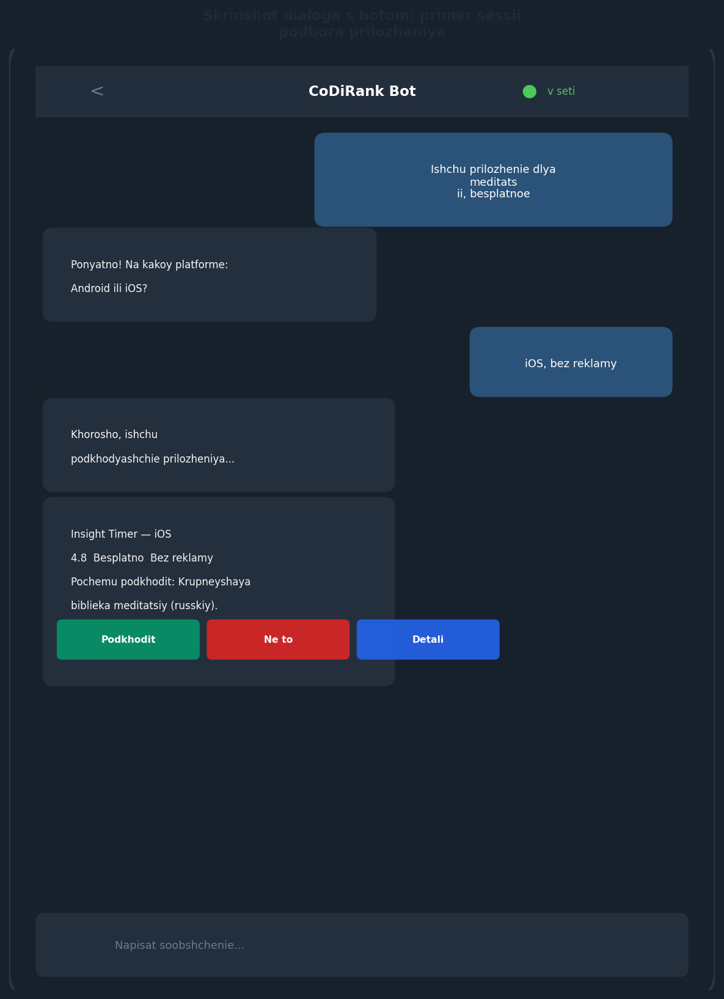 Skrinshot dialoga s botom: primer sessii
podbora prilozheniya
<
CoDiRank Bot
v seti
Ishchu prilozhenie dlya
meditats
ii, besplatnoe
Ponyatno! Na kakoy platforme:
Android ili iOS?
iOS, bez reklamy
Khorosho, ishchu
podkhodyashchie prilozheniya...
Insight Timer — iOS
4.8  Besplatno  Bez reklamy
Pochemu podkhodit: Krupneyshaya
biblieka meditatsiy (russkiy).
Podkhodit
Ne to
Detali
Napisat soobshchenie...